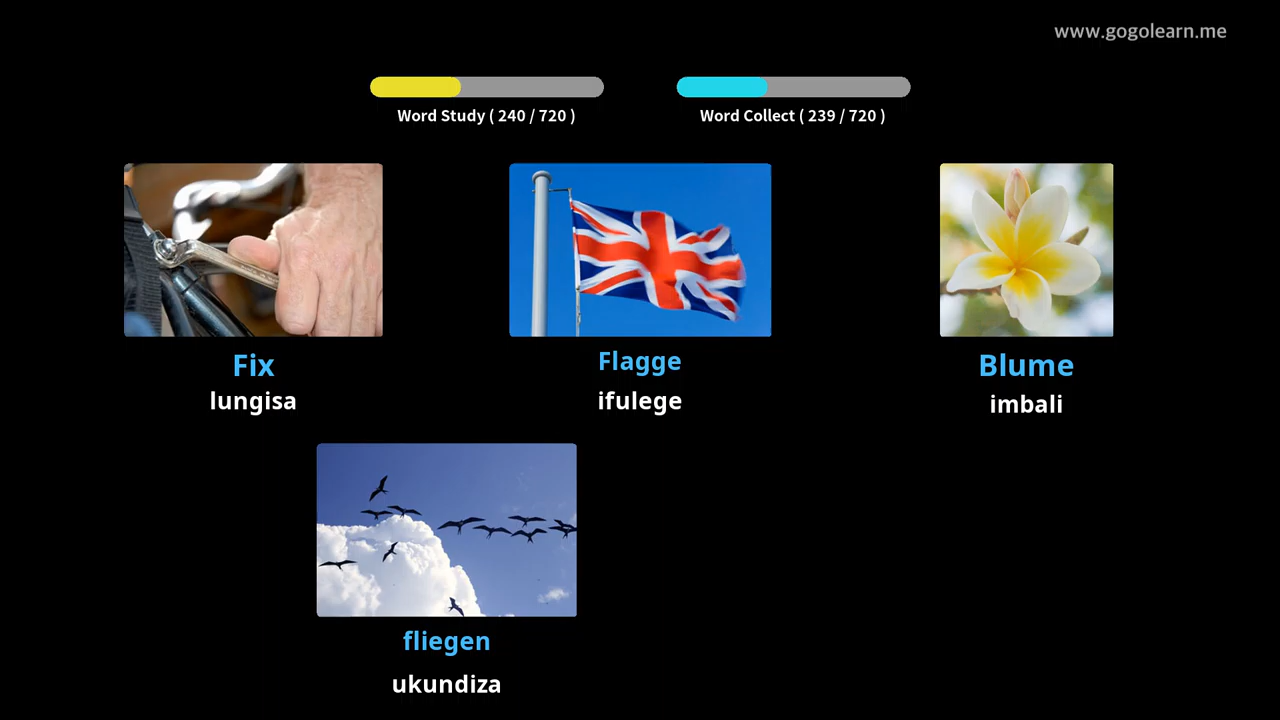 www.gogolearn.me
Word Study ( 240 / 720 )
Word Collect ( 239 / 720 )
Fix
lungisa
Flagge
ifulege
Blume
imbali
fliegen
ukundiza